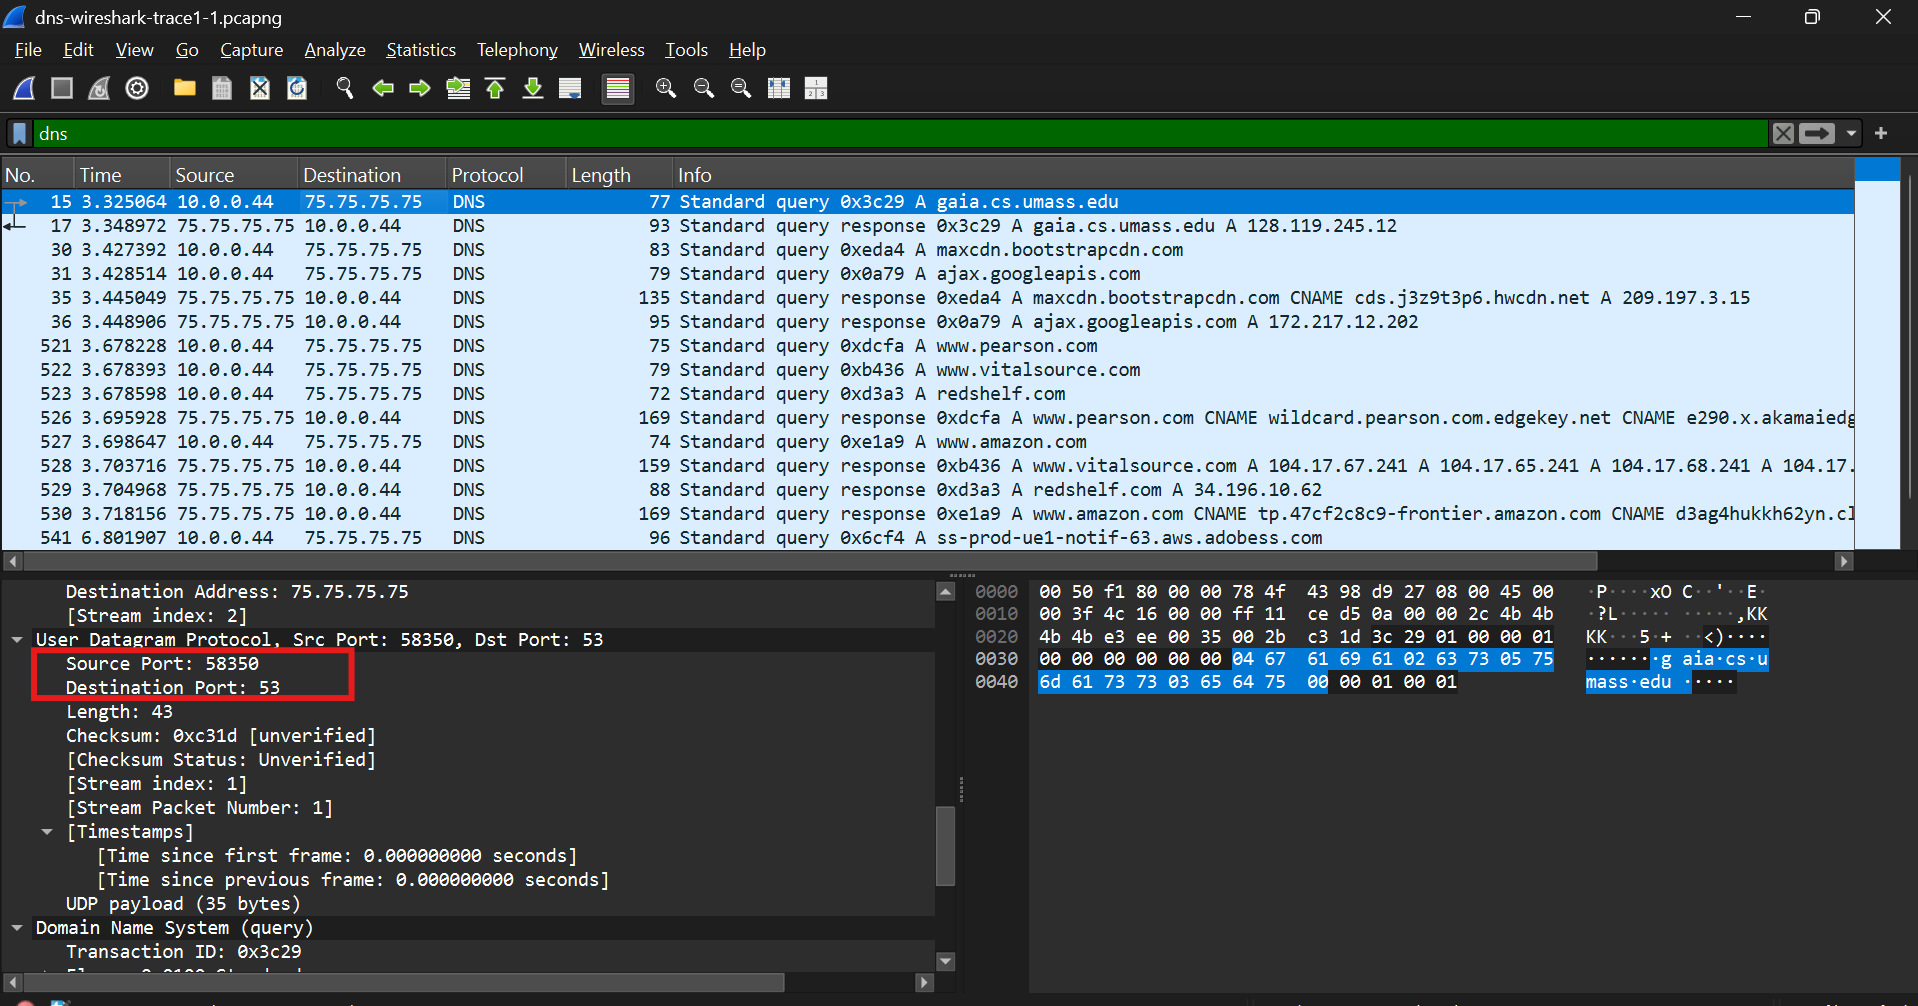 dns-wireshark-trace1-1.pcapng
File Edit View Go Capture Analyze Statistics Telephony Wireless Tools Help
dns
No. Time Source Destination Protocol Length Info
15 3.325064 10.0.0.44 75.75.75.75 DNS 77 Standard query 0x3c29 A gaia.cs.umass.edu
17 3.348972 75.75.75.75 10.0.0.44 DNS 93 Standard query response 0x3c29 A gaia.cs.umass.edu A 128.119.245.12
30 3.427392 10.0.0.44 75.75.75.75 DNS 83 Standard query 0xeda4 A maxcdn.bootstrapcdn.com
31 3.428514 10.0.0.44 75.75.75.75 DNS 79 Standard query 0x0a79 A ajax.googleapis.com
35 3.445049 75.75.75.75 10.0.0.44 DNS 135 Standard query response 0xeda4 A maxcdn.bootstrapcdn.com CNAME cds.j3z9t3p6.hwcdn.net A 209.197.3.15
36 3.448906 75.75.75.75 10.0.0.44 DNS 95 Standard query response 0x0a79 A ajax.googleapis.com A 172.217.12.202
521 3.678228 10.0.0.44 75.75.75.75 DNS 75 Standard query 0xdcfa A www.pearson.com
522 3.678393 10.0.0.44 75.75.75.75 DNS 79 Standard query 0xb436 A www.vitalsource.com
523 3.678598 10.0.0.44 75.75.75.75 DNS 72 Standard query 0xd3a3 A redshelf.com
526 3.695928 75.75.75.75 10.0.0.44 DNS 169 Standard query response 0xdcfa A www.pearson.com CNAME wildcard.pearson.com.edgekey.net CNAME e290.x.akamaiedg
527 3.698647 10.0.0.44 75.75.75.75 DNS 74 Standard query 0xe1a9 A www.amazon.com
528 3.703716 75.75.75.75 10.0.0.44 DNS 159 Standard query response 0xb436 A www.vitalsource.com A 104.17.67.241 A 104.17.65.241 A 104.17.68.241 A 104.17.
529 3.704968 75.75.75.75 10.0.0.44 DNS 88 Standard query response 0xd3a3 A redshelf.com A 34.196.10.62
530 3.718156 75.75.75.75 10.0.0.44 DNS 169 Standard query response 0xe1a9 A www.amazon.com CNAME tp.47cf2c8c9-frontier.amazon.com CNAME d3ag4hukkh62yn.cl
541 6.801907 10.0.0.44 75.75.75.75 DNS 96 Standard query 0x6cf4 A ss-prod-ue1-notif-63.aws.adobess.com
Destination Address: 75.75.75.75
[Stream index: 2]
User Datagram Protocol, Src Port: 58350, Dst Port: 53
Source Port: 58350
Destination Port: 53
Length: 43
Checksum: 0xc31d [unverified]
[Checksum Status: Unverified]
[Stream index: 1]
[Stream Packet Number: 1]
[Timestamps]
[Time since first frame: 0.000000000 seconds]
[Time since previous frame: 0.000000000 seconds]
UDP payload (35 bytes)
Domain Name System (query)
Transaction ID: 0x3c29
0000 00 50 f1 80 00 00 78 4f 43 98 d9 27 08 00 45 00 ·P····xO C··'··E·
0010 00 3f 4c 16 00 00 ff 11 ce d5 0a 00 00 2c 4b 4b ·?L····· ·····,KK
0020 4b 4b e3 ee 00 35 00 2b c3 1d 3c 29 01 00 00 01 KK···5·+ ··<)····
0030 00 00 00 00 00 00 04 67 61 69 61 02 63 73 05 75 ·······g aia·cs·u
0040 6d 61 73 73 03 65 64 75 00 00 01 00 01 mass·edu ·····